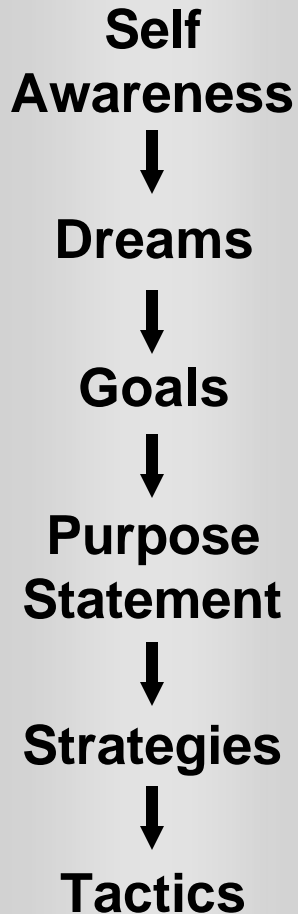 Self
Awareness
Dreams
Goals
Purpose
Statement
Strategies
Tactics